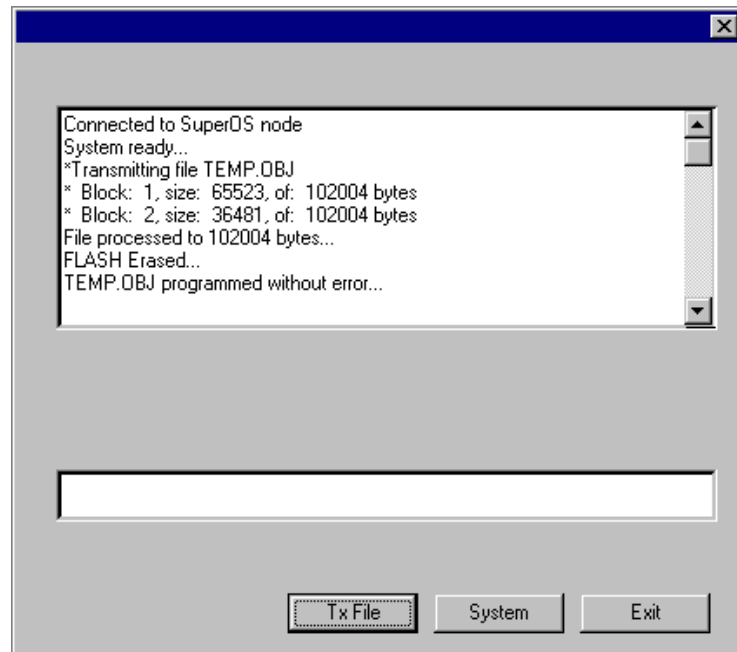 Connected to SuperOS node
System ready...
*Transmitting file TEMP.OBJ
* Block: 1, size: 65523, of: 102004 bytes
* Block: 2, size: 36481, of: 102004 bytes
File processed to 102004 bytes...
FLASH Erased...
TEMP.OBJ programmed without error...
Tx File System Exit